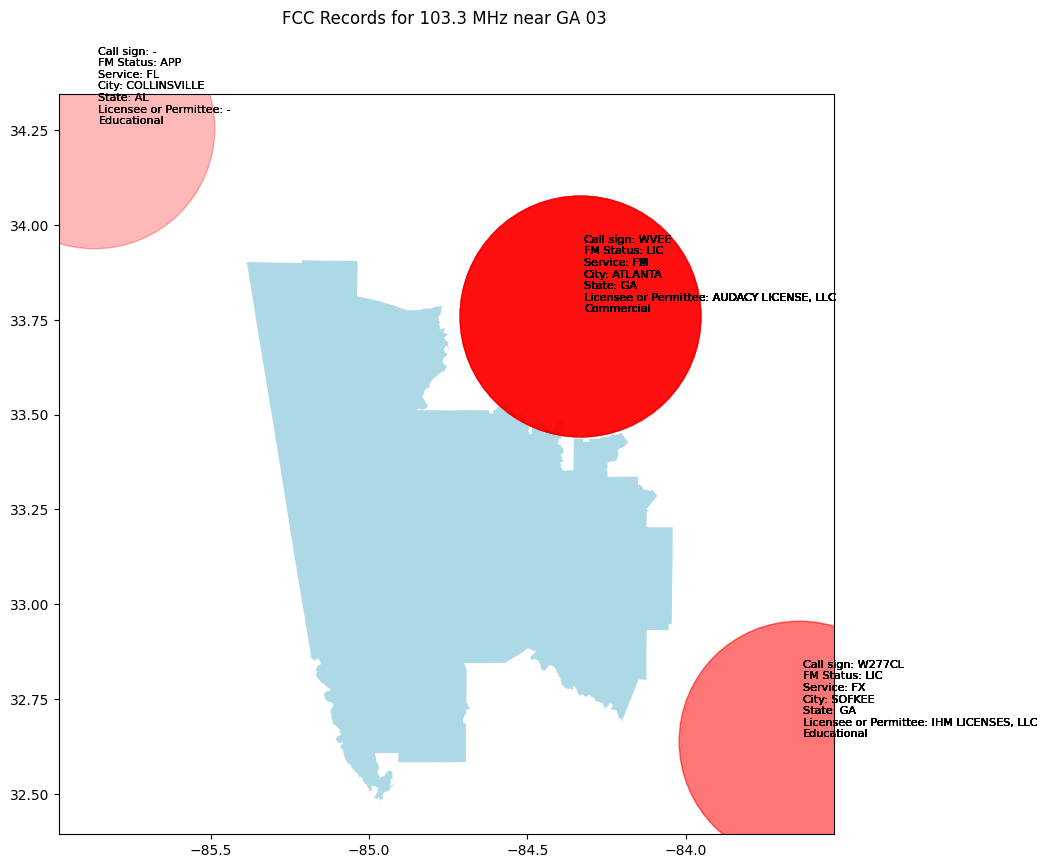 FCC Records for 103.3 MHz near GA 03
Call sign: -
FM Status: APP
Service: FL
City: COLLINSVILLE
State: AL
Licensee or Permittee: -
Educational
Call sign: WVEE
FM Status: LIC
Service: FM
City: ATLANTA
State: GA
Licensee or Permittee: AUDACY LICENSE, LLC
Commercial
Call sign: W277CL
FM Status: LIC
Service: FX
City: SOFKEE
State: GA
Licensee or Permittee: IHM LICENSES, LLC
Educational
34.25
34.00
33.75
33.50
33.25
33.00
32.75
32.50
−85.5
−85.0
−84.5
−84.0